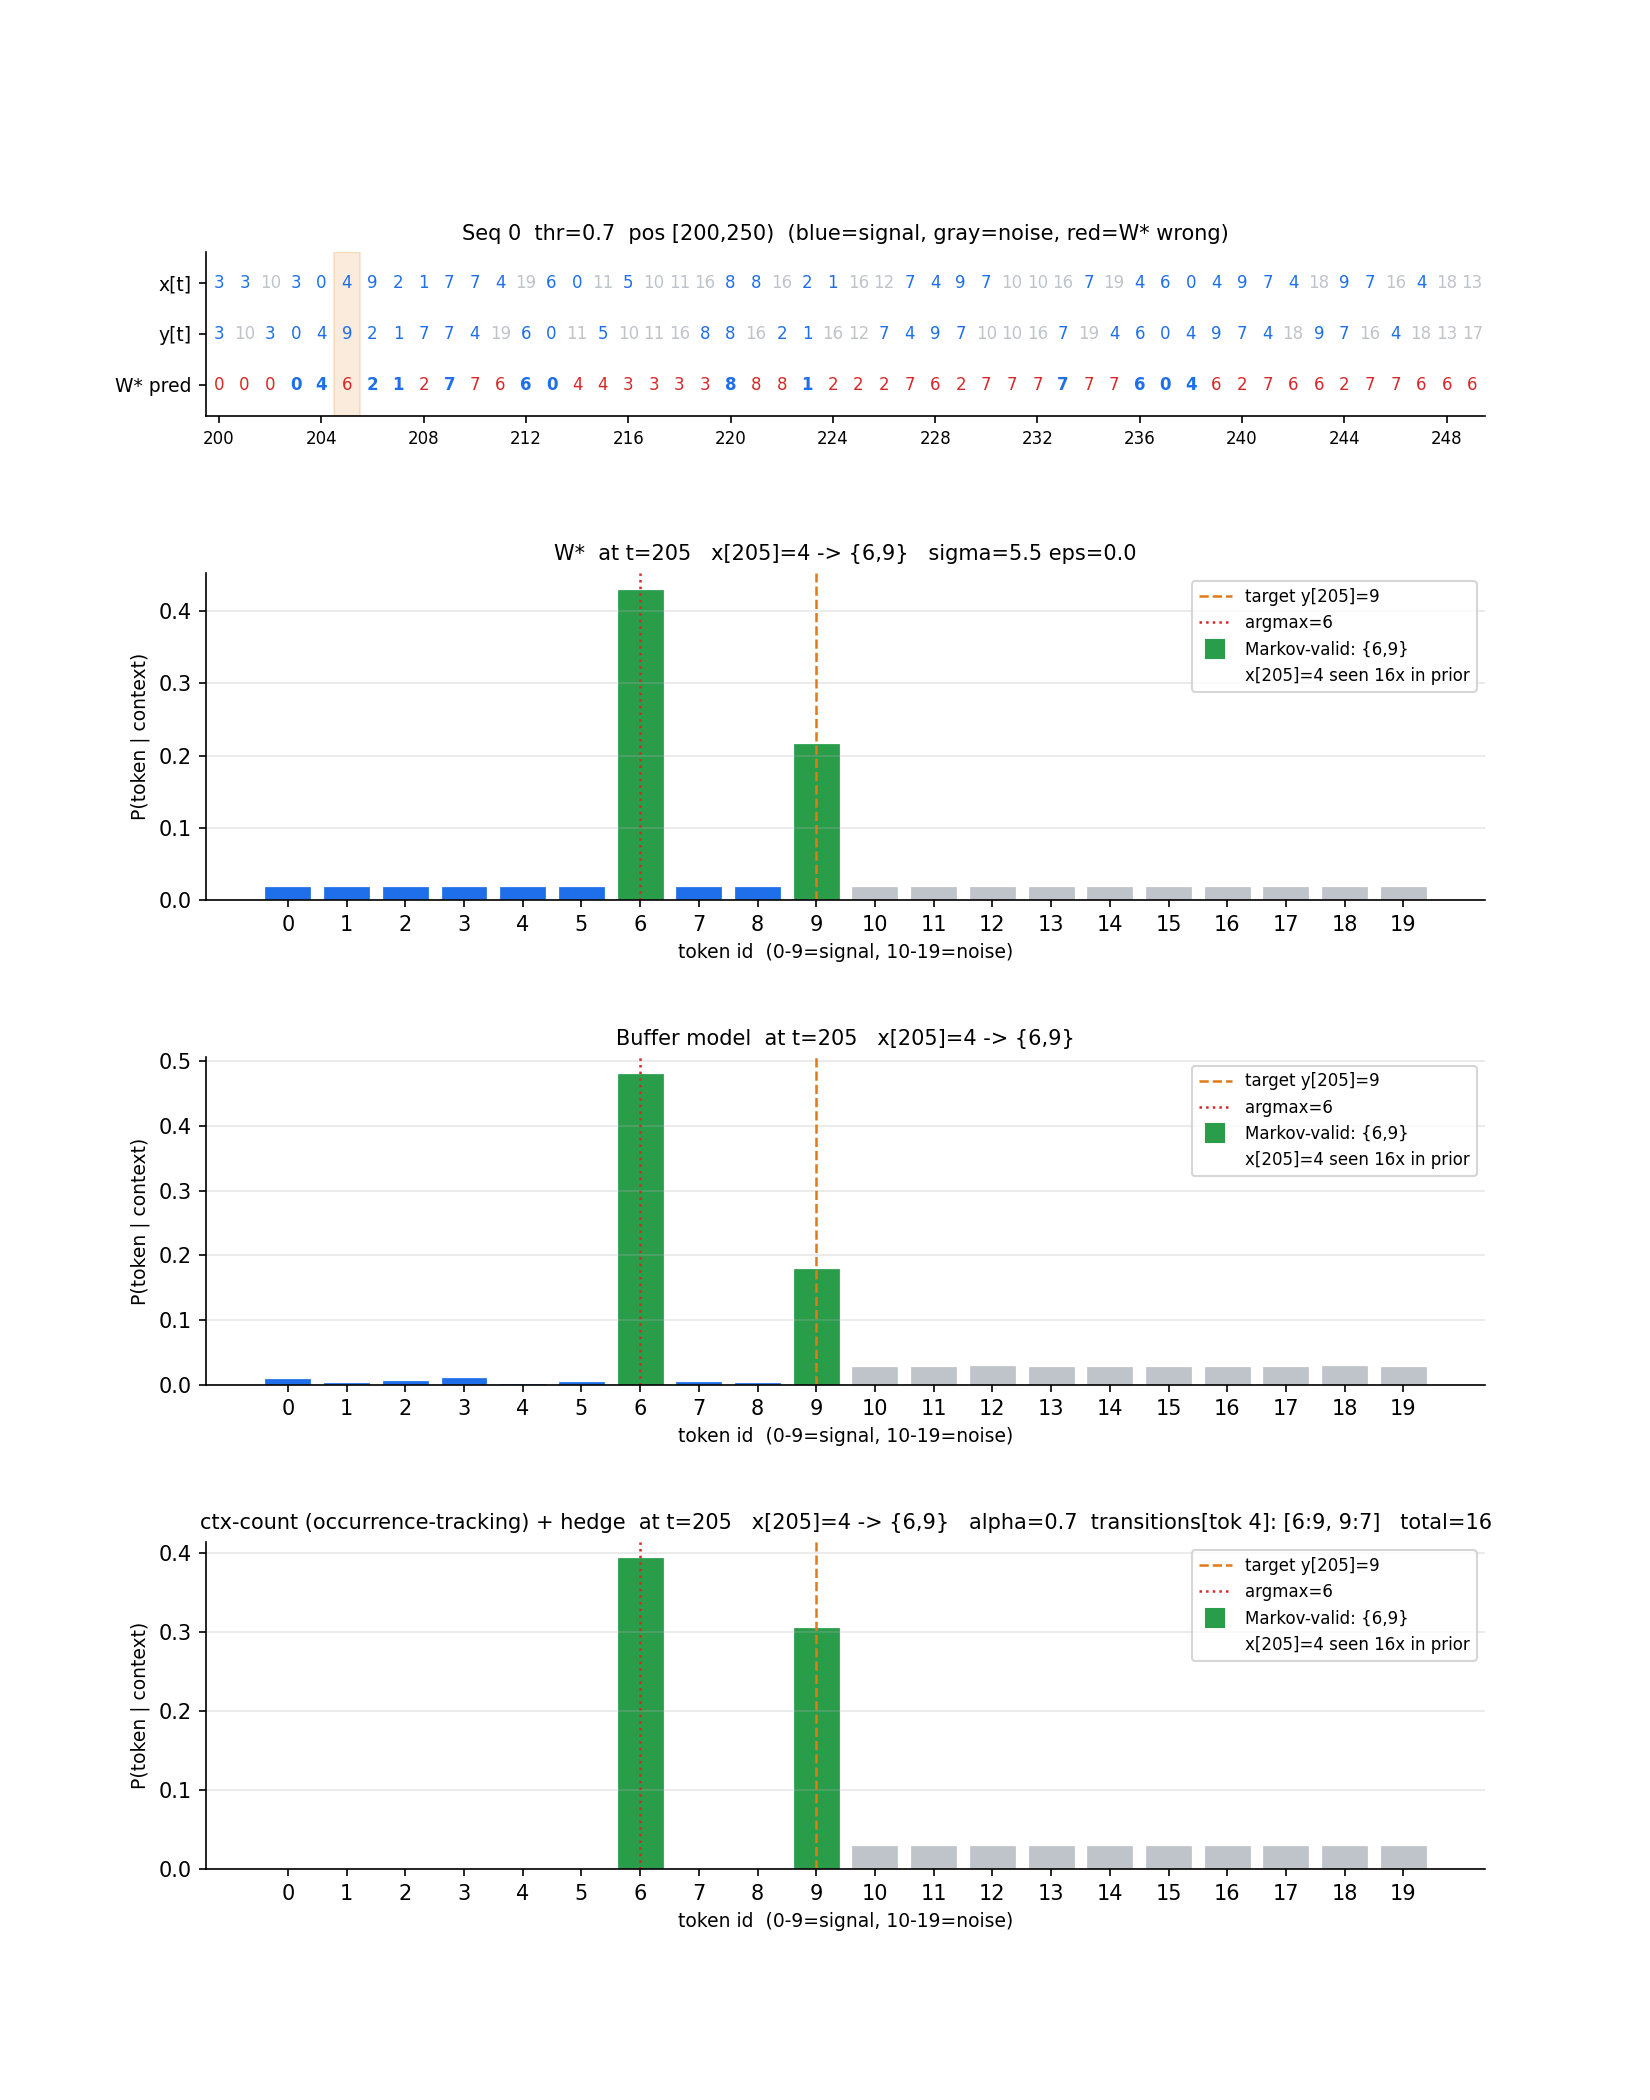 Seq 0 thr=0.7 pos [200,250) (blue=signal, gray=noise, red=W* wrong)
x[t] 3 3 10 3 0 4 9 2 1 7 7 4 19 6 0 11 5 10 11 16 8 8 16 2 1 16 12 7 4 9 7 10 10 16 7 19 4 6 0 4 9 7 4 18 9 7 16 4 18 13
y[t] 3 10 3 0 4 9 2 1 7 7 4 19 6 0 11 5 10 11 16 8 8 16 2 1 16 12 7 4 9 7 10 10 16 7 19 4 6 0 4 9 7 4 18 9 7 16 4 18 13 17
W* pred 0 0 0 0 4 6 2 1 2 7 7 6 6 0 4 4 3 3 3 3 8 8 8 1 2 2 2 7 6 2 7 7 7 7 7 7 6 0 4 6 2 7 6 6 2 7 7 6 6 6
200 204 208 212 216 220 224 228 232 236 240 244 248
W* at t=205 x[205]=4 -> {6,9} sigma=5.5 eps=0.0
P(token | context)
0.4
0.3
0.2
0.1
0.0
target y[205]=9
argmax=6
Markov-valid: {6,9}
x[205]=4 seen 16x in prior
0 1 2 3 4 5 6 7 8 9 10 11 12 13 14 15 16 17 18 19
token id (0-9=signal, 10-19=noise)
Buffer model at t=205 x[205]=4 -> {6,9}
P(token | context)
0.5
0.4
0.3
0.2
0.1
0.0
target y[205]=9
argmax=6
Markov-valid: {6,9}
x[205]=4 seen 16x in prior
0 1 2 3 4 5 6 7 8 9 10 11 12 13 14 15 16 17 18 19
token id (0-9=signal, 10-19=noise)
ctx-count (occurrence-tracking) + hedge at t=205 x[205]=4 -> {6,9} alpha=0.7 transitions[tok 4]: [6:9, 9:7] total=16
P(token | context)
0.4
0.3
0.2
0.1
0.0
target y[205]=9
argmax=6
Markov-valid: {6,9}
x[205]=4 seen 16x in prior
0 1 2 3 4 5 6 7 8 9 10 11 12 13 14 15 16 17 18 19
token id (0-9=signal, 10-19=noise)